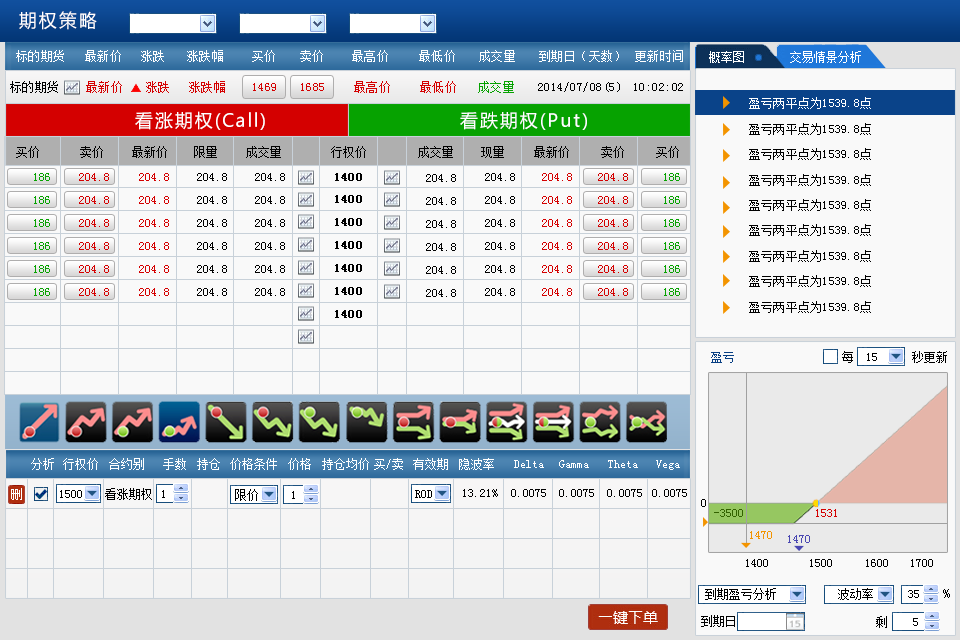 期权策略
标的期货 最新价 涨跌 涨跌幅 买价 卖价 最高价 最低价 成交量 到期日（天数） 更新时间
标的期货 最新价 ▲涨跌 涨跌幅 1469 1685 最高价 最低价 成交量 2014/07/08(5) 10:02:02
看涨期权(Call) 看跌期权(Put)
买价 卖价 最新价 限量 成交量 行权价 成交量 现量 最新价 卖价 买价
186 204.8 204.8 204.8 204.8 1400 204.8 204.8 204.8 204.8 186
186 204.8 204.8 204.8 204.8 1400 204.8 204.8 204.8 204.8 186
186 204.8 204.8 204.8 204.8 1400 204.8 204.8 204.8 204.8 186
186 204.8 204.8 204.8 204.8 1400 204.8 204.8 204.8 204.8 186
186 204.8 204.8 204.8 204.8 1400 204.8 204.8 204.8 204.8 186
186 204.8 204.8 204.8 204.8 1400 204.8 204.8 204.8 204.8 186
1400
分析 行权价 合约别 手数 持仓 价格条件 价格 持仓均价 买/卖 有效期 隐波率 Delta Gamma Theta Vega
删 1500 看涨期权 1 限价 1 ROD 13.21% 0.0075 0.0075 0.0075 0.0075
一键下单
概率图 交易情景分析
盈亏两平点为1539.8点
盈亏两平点为1539.8点
盈亏两平点为1539.8点
盈亏两平点为1539.8点
盈亏两平点为1539.8点
盈亏两平点为1539.8点
盈亏两平点为1539.8点
盈亏两平点为1539.8点
盈亏两平点为1539.8点
盈亏 每 15 秒更新
0
-3500 1531
1470 1470
1400 1500 1600 1700
到期盈亏分析 波动率 35 %
到期日 15 剩 5